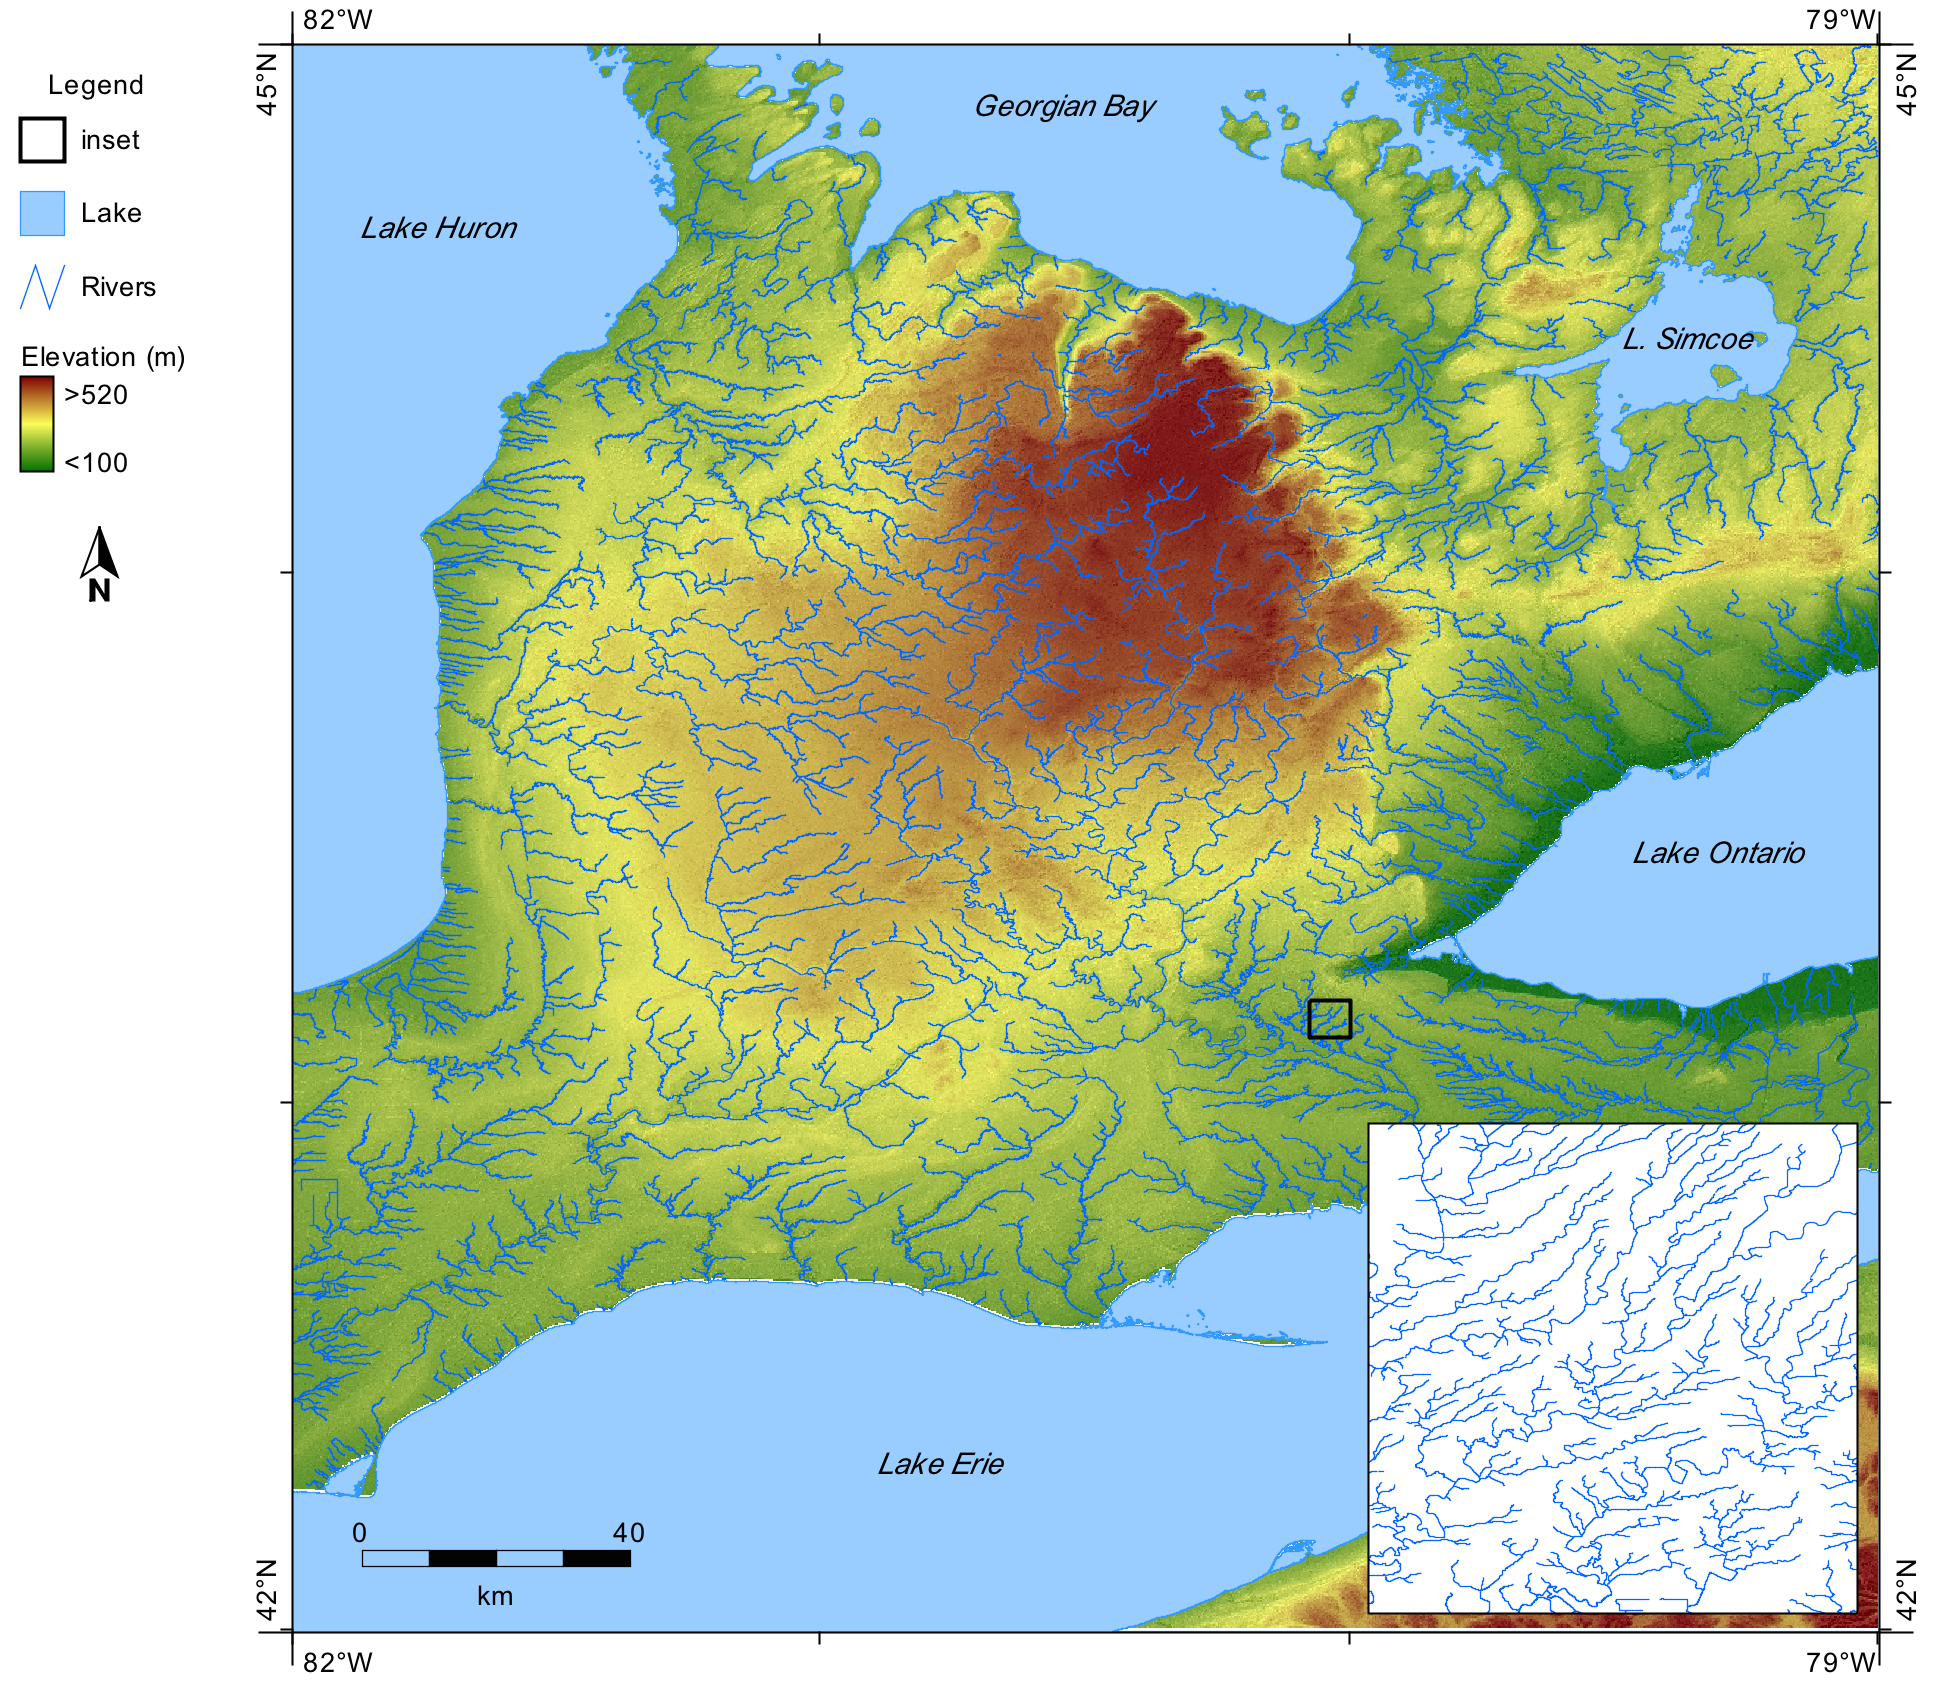 82°W
79°W
45°N
45°N
Legend
inset
Lake
Rivers
Elevation (m)
>520
<100
N
Georgian Bay
Lake Huron
L. Simcoe
Lake Ontario
Lake Erie
0 40
km
42°N
42°N
82°W
79°W